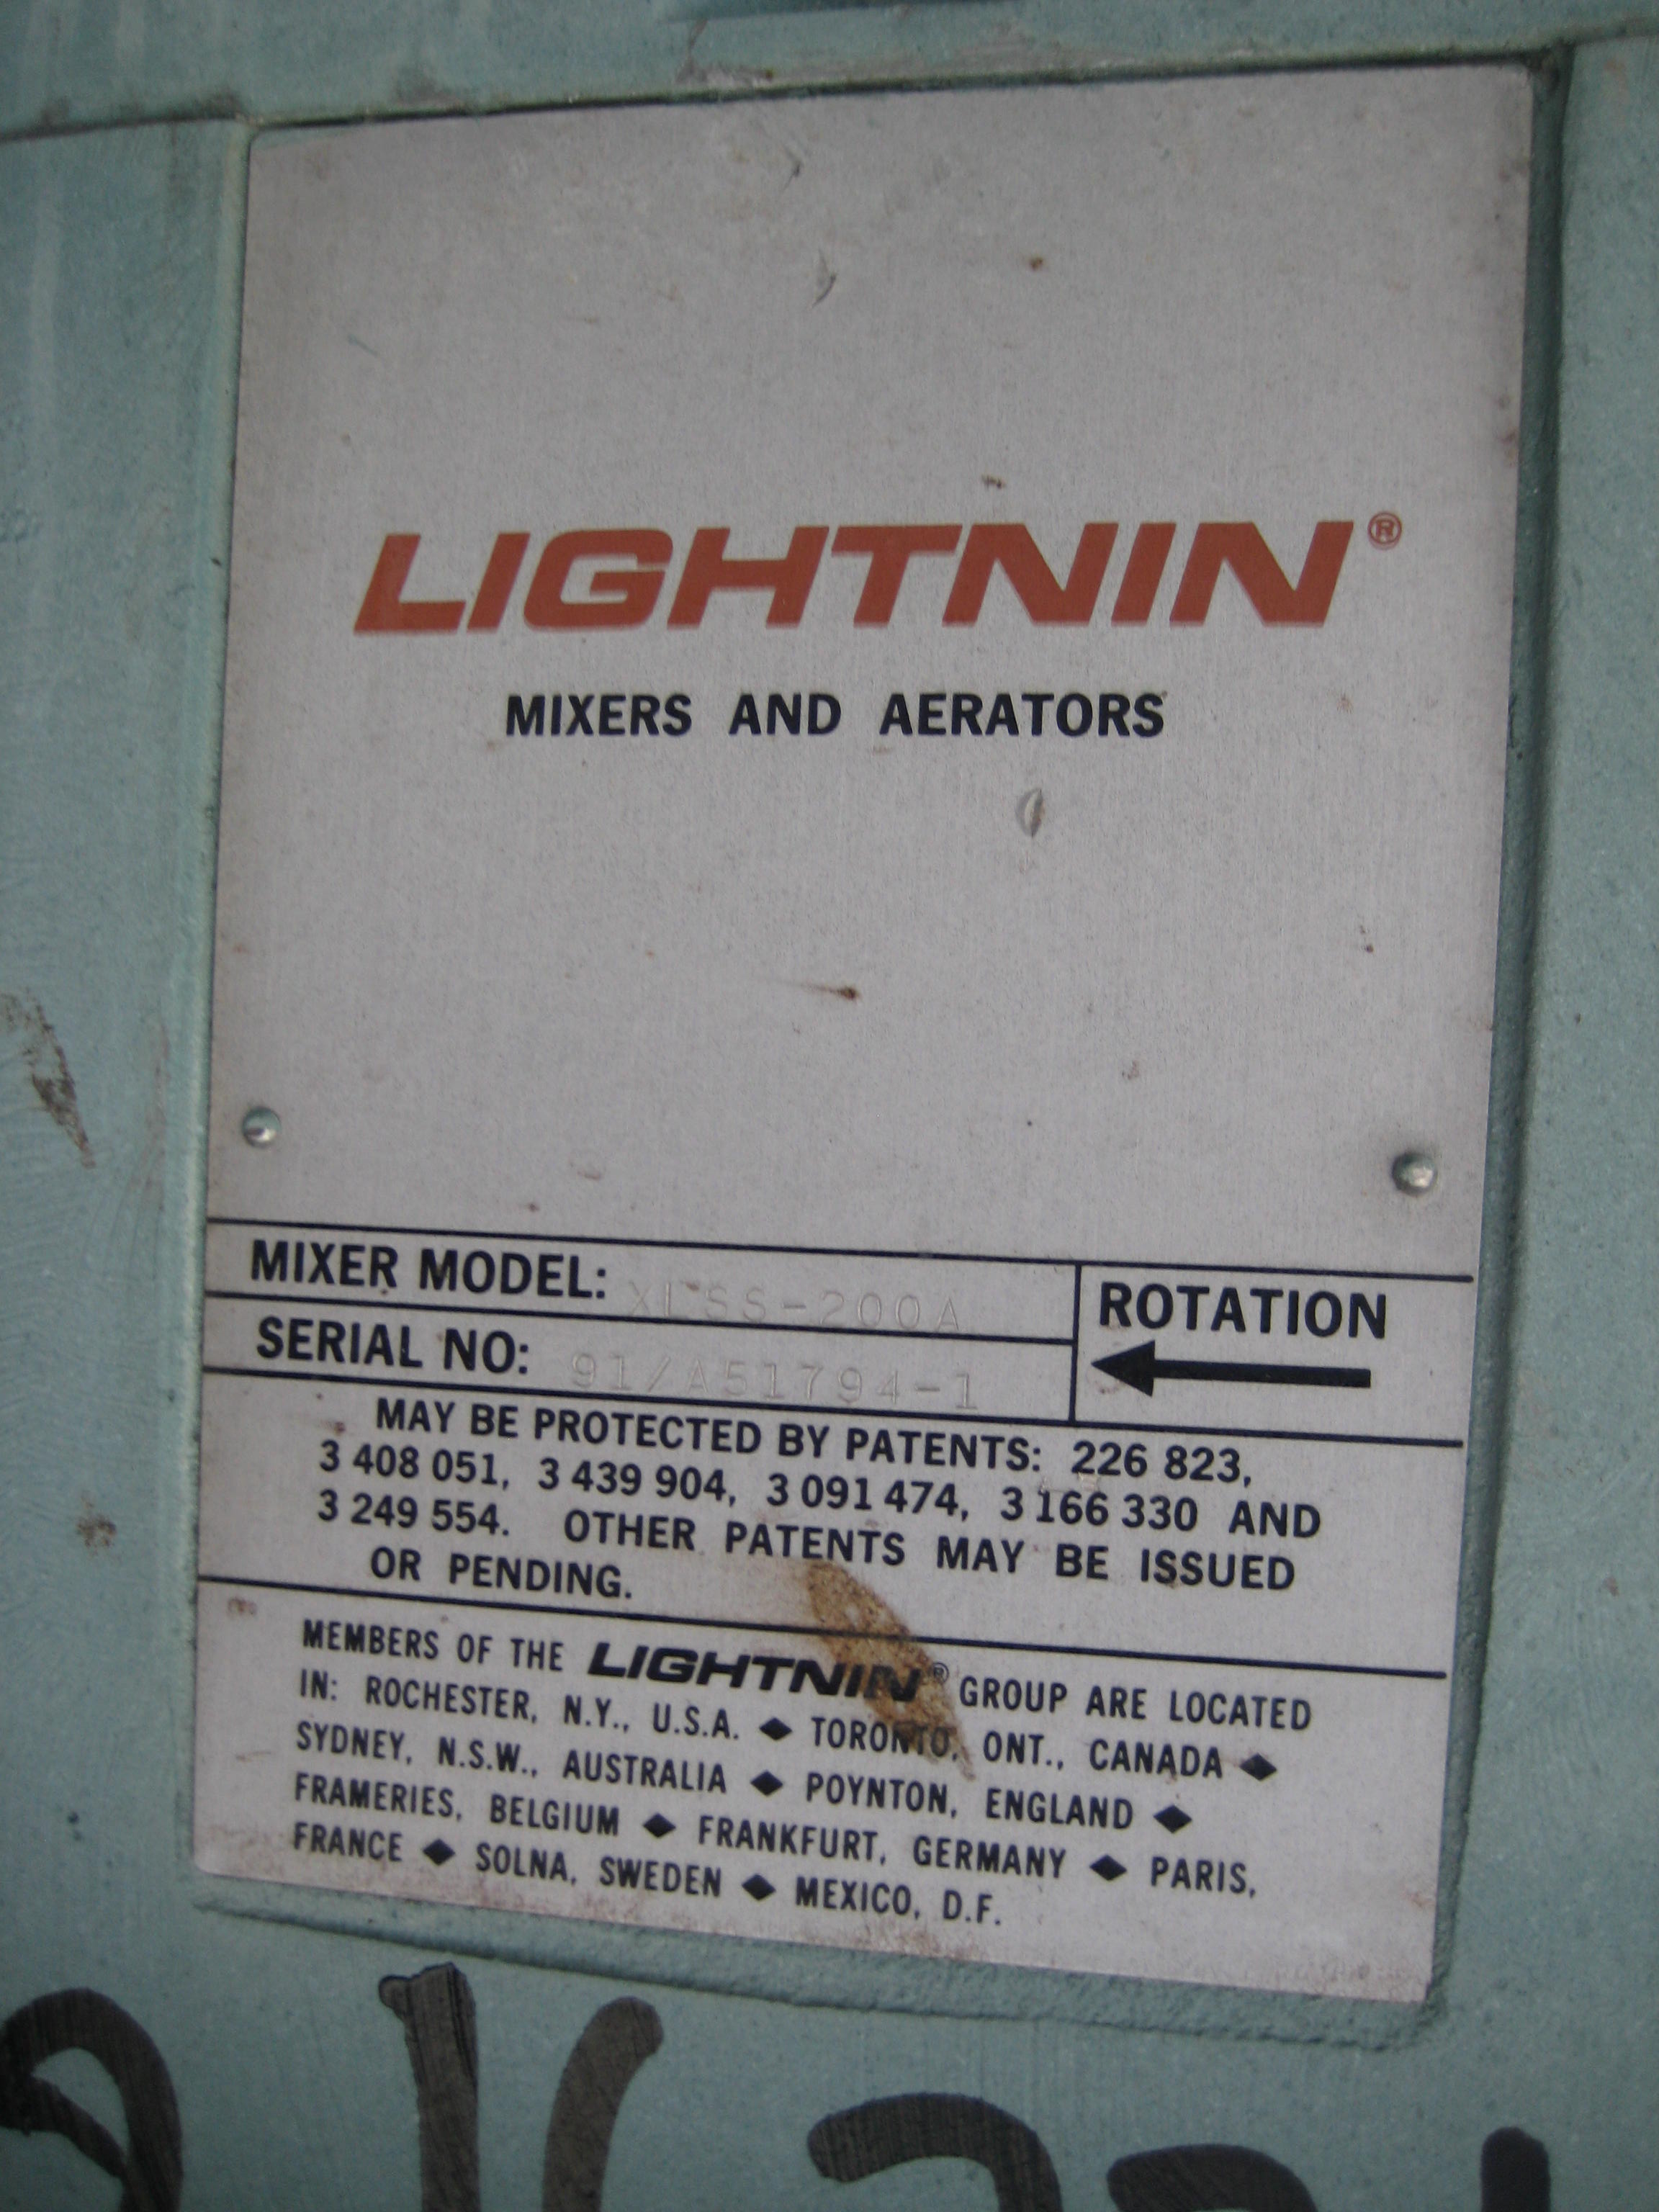 LIGHTNIN®
MIXERS AND AERATORS
MIXER MODEL: XLSS-200A
SERIAL NO: 91/A51794-1
ROTATION
MAY BE PROTECTED BY PATENTS: 226 823,
3 408 051, 3 439 904, 3 091 474, 3 166 330 AND
3 249 554. OTHER PATENTS MAY BE ISSUED
OR PENDING.
MEMBERS OF THE LIGHTNIN® GROUP ARE LOCATED
IN: ROCHESTER, N.Y., U.S.A. ◆ TORONTO, ONT., CANADA ◆
SYDNEY, N.S.W., AUSTRALIA ◆ POYNTON, ENGLAND ◆
FRAMERIES, BELGIUM ◆ FRANKFURT, GERMANY ◆ PARIS,
FRANCE ◆ SOLNA, SWEDEN ◆ MEXICO, D.F.